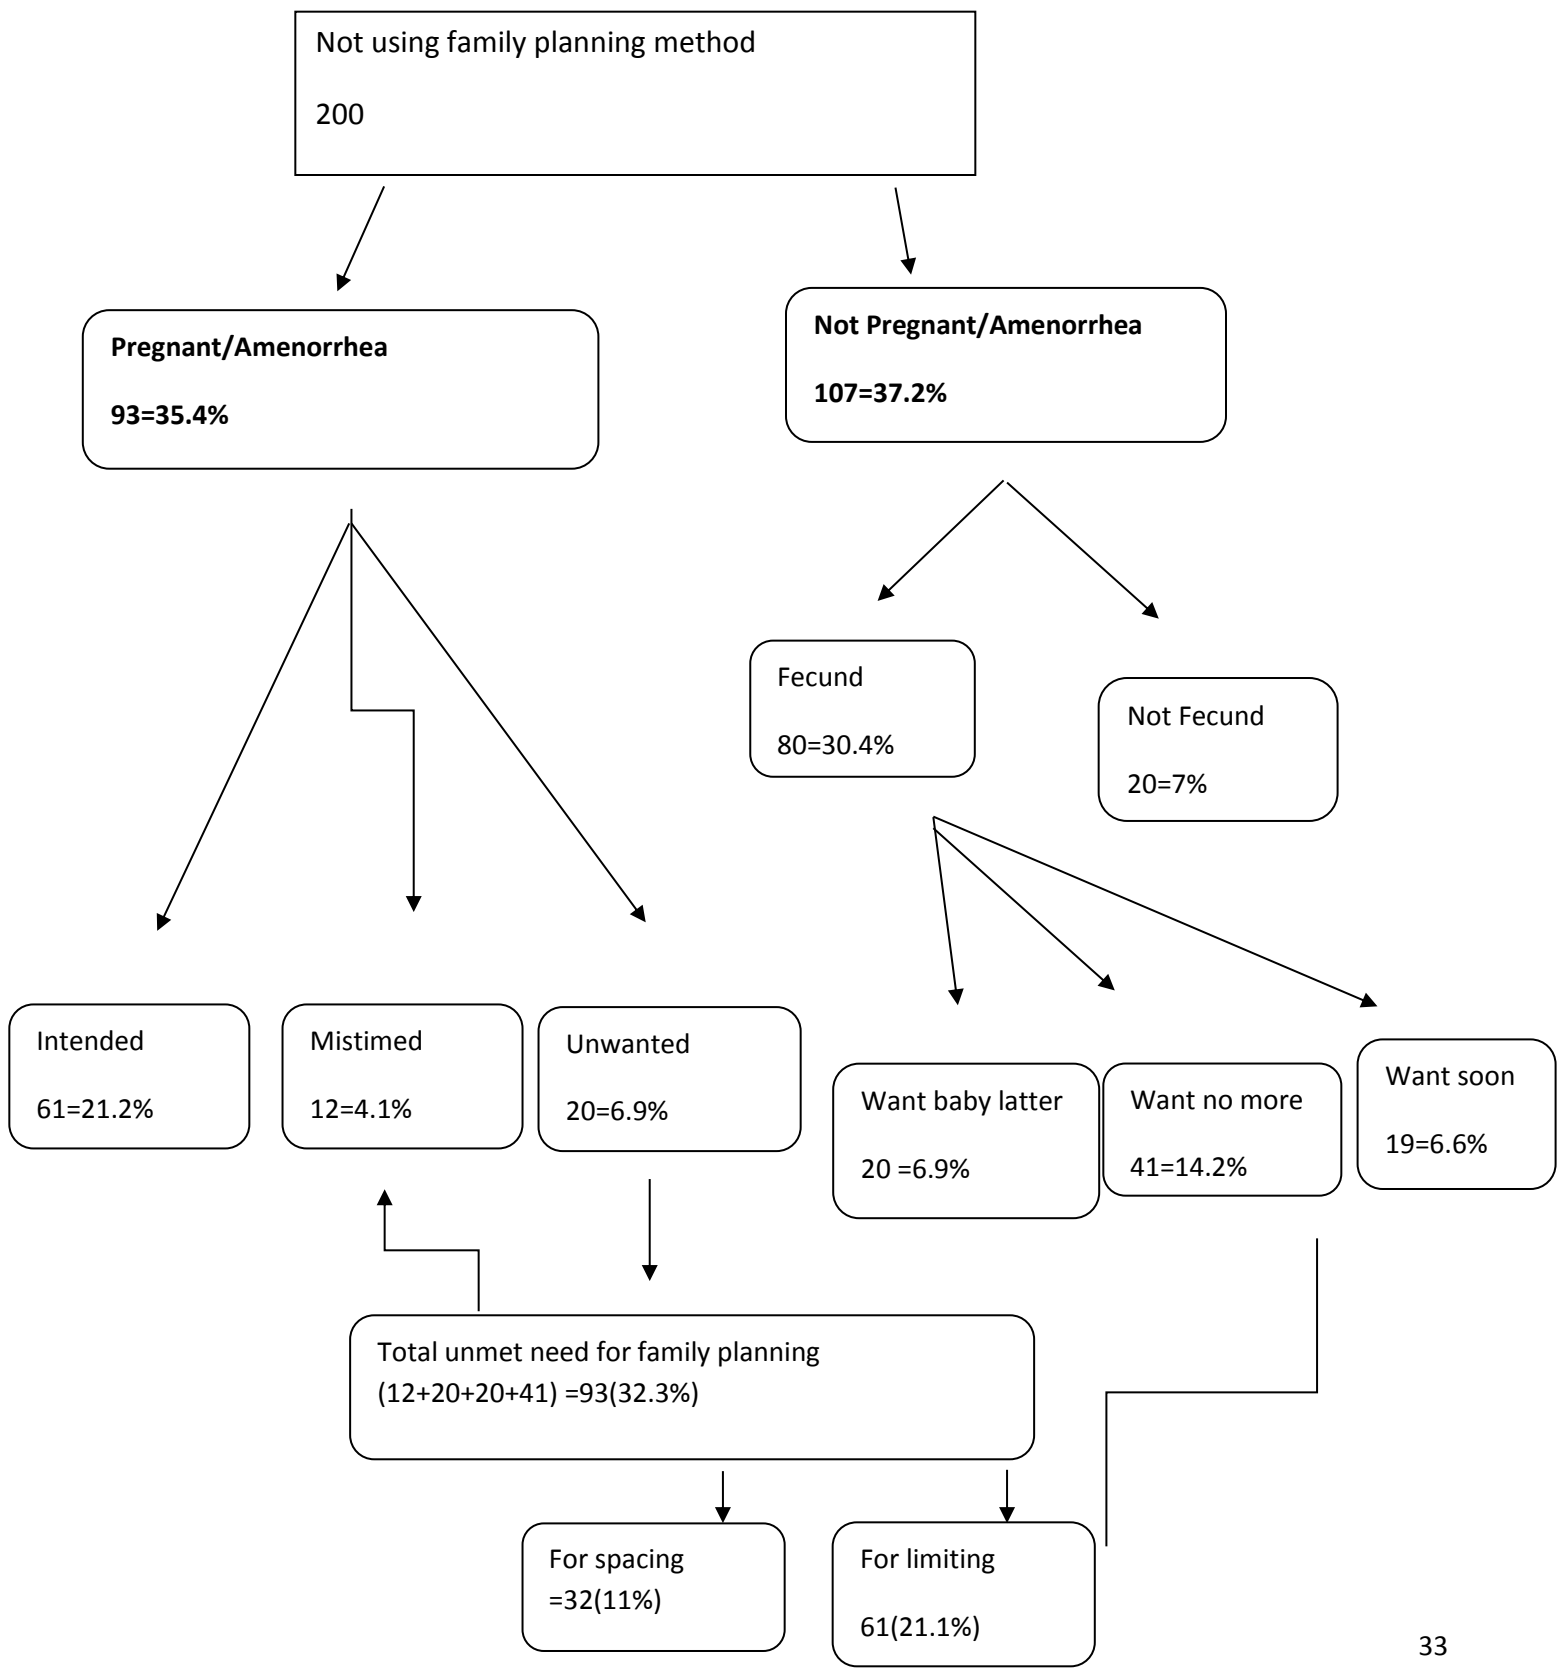 Not using family planning method
200
Pregnant/Amenorrhea
93=35.4%
Not Pregnant/Amenorrhea
107=37.2%
Fecund
80=30.4%
Not Fecund
20=7%
Intended
61=21.2%
Mistimed
12=4.1%
Unwanted
20=6.9%
Want baby latter
20 =6.9%
Want no more
41=14.2%
Want soon
19=6.6%
Total unmet need for family planning
(12+20+20+41) =93(32.3%)
For spacing
=32(11%)
For limiting
61(21.1%)
33